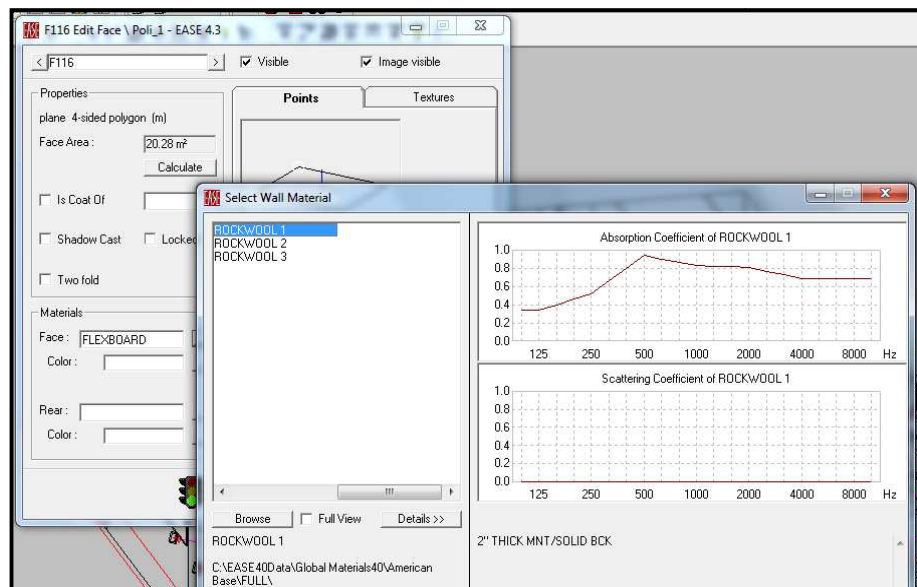 F116 Edit Face \ Poli_1 - EASE 4.3
< F116 >
Visible
Image visible
Properties
plane 4-sided polygon (m)
Face Area :
20.28 m²
Calculate
Is Coat Of
Shadow Cast
Locked
Two fold
Materials
Face :
FLEXBOARD
Color :
Rear :
Color :
Points
Textures
EASE
Select Wall Material
ROCKWOOL 1
ROCKWOOL 2
ROCKWOOL 3
Browse
Full View
Details >>
ROCKWOOL 1
C:\EASE40Data\Global Materials40\American
Base\FULL\
Absorption Coefficient of ROCKWOOL 1
1.0
0.8
0.6
0.4
0.2
0.0
125 250 500 1000 2000 4000 8000 Hz
Scattering Coefficient of ROCKWOOL 1
1.0
0.8
0.6
0.4
0.2
0.0
125 250 500 1000 2000 4000 8000 Hz
2" THICK MNT/SOLID BCK